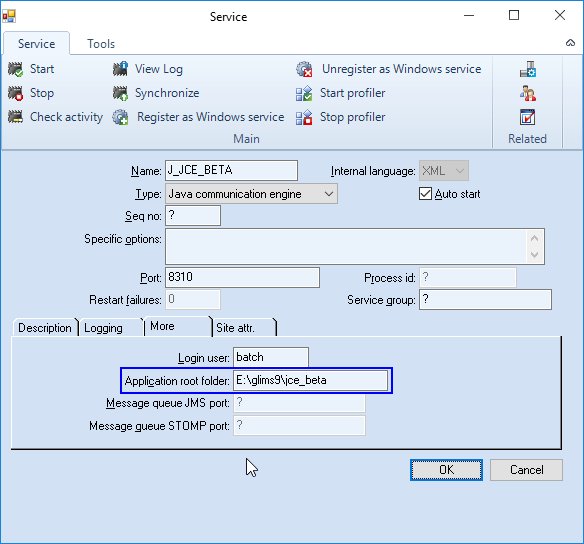 Service
Service Tools
Start View Log Unregister as Windows service
Stop Synchronize Start profiler
Check activity Register as Windows service Stop profiler
Main Related
Name: J_JCE_BETA Internal language: XML
Type: Java communication engine Auto start
Seq no: ?
Specific options:
Port: 8310 Process id: ?
Restart failures: 0 Service group: ?
Description Logging More Site attr.
Login user: batch
Application root folder: E:\glims9\jce_beta
Message queue JMS port: ?
Message queue STOMP port: ?
OK Cancel